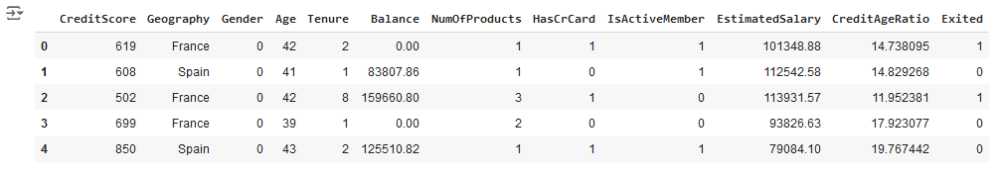 CreditScore Geography Gender Age Tenure Balance NumOfProducts HasCrCard IsActiveMember EstimatedSalary CreditAgeRatio Exited
0 619 France 0 42 2 0.00 1 1 1 101348.88 14.738095 1
1 608 Spain 0 41 1 83807.86 1 0 1 112542.58 14.829268 0
2 502 France 0 42 8 159660.80 3 1 0 113931.57 11.952381 1
3 699 France 0 39 1 0.00 2 0 0 93826.63 17.923077 0
4 850 Spain 0 43 2 125510.82 1 1 1 79084.10 19.767442 0